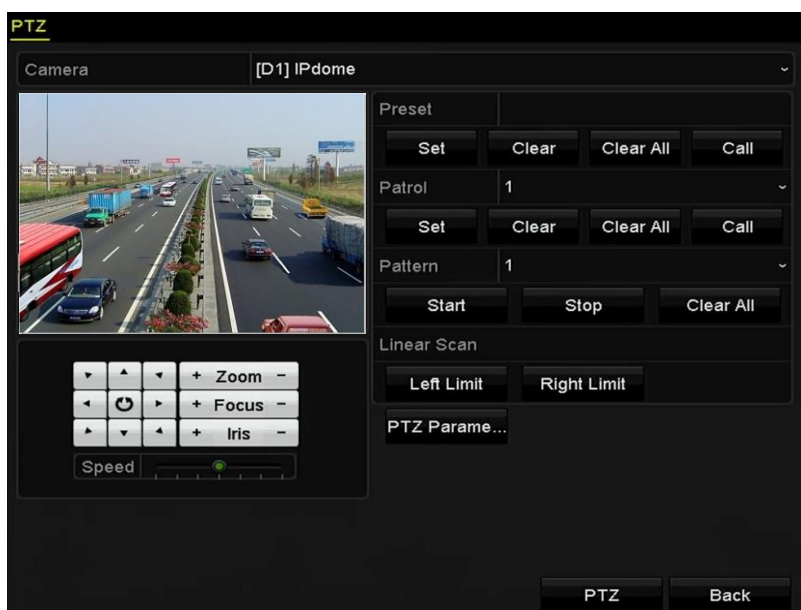 PTZ
Camera [D1] IPdome
Preset
Set Clear Clear All Call
Patrol 1
Set Clear Clear All Call
Pattern 1
Start Stop Clear All
Linear Scan
Left Limit Right Limit
PTZ Parame...
+ Zoom -
+ Focus -
+ Iris -
Speed
PTZ Back